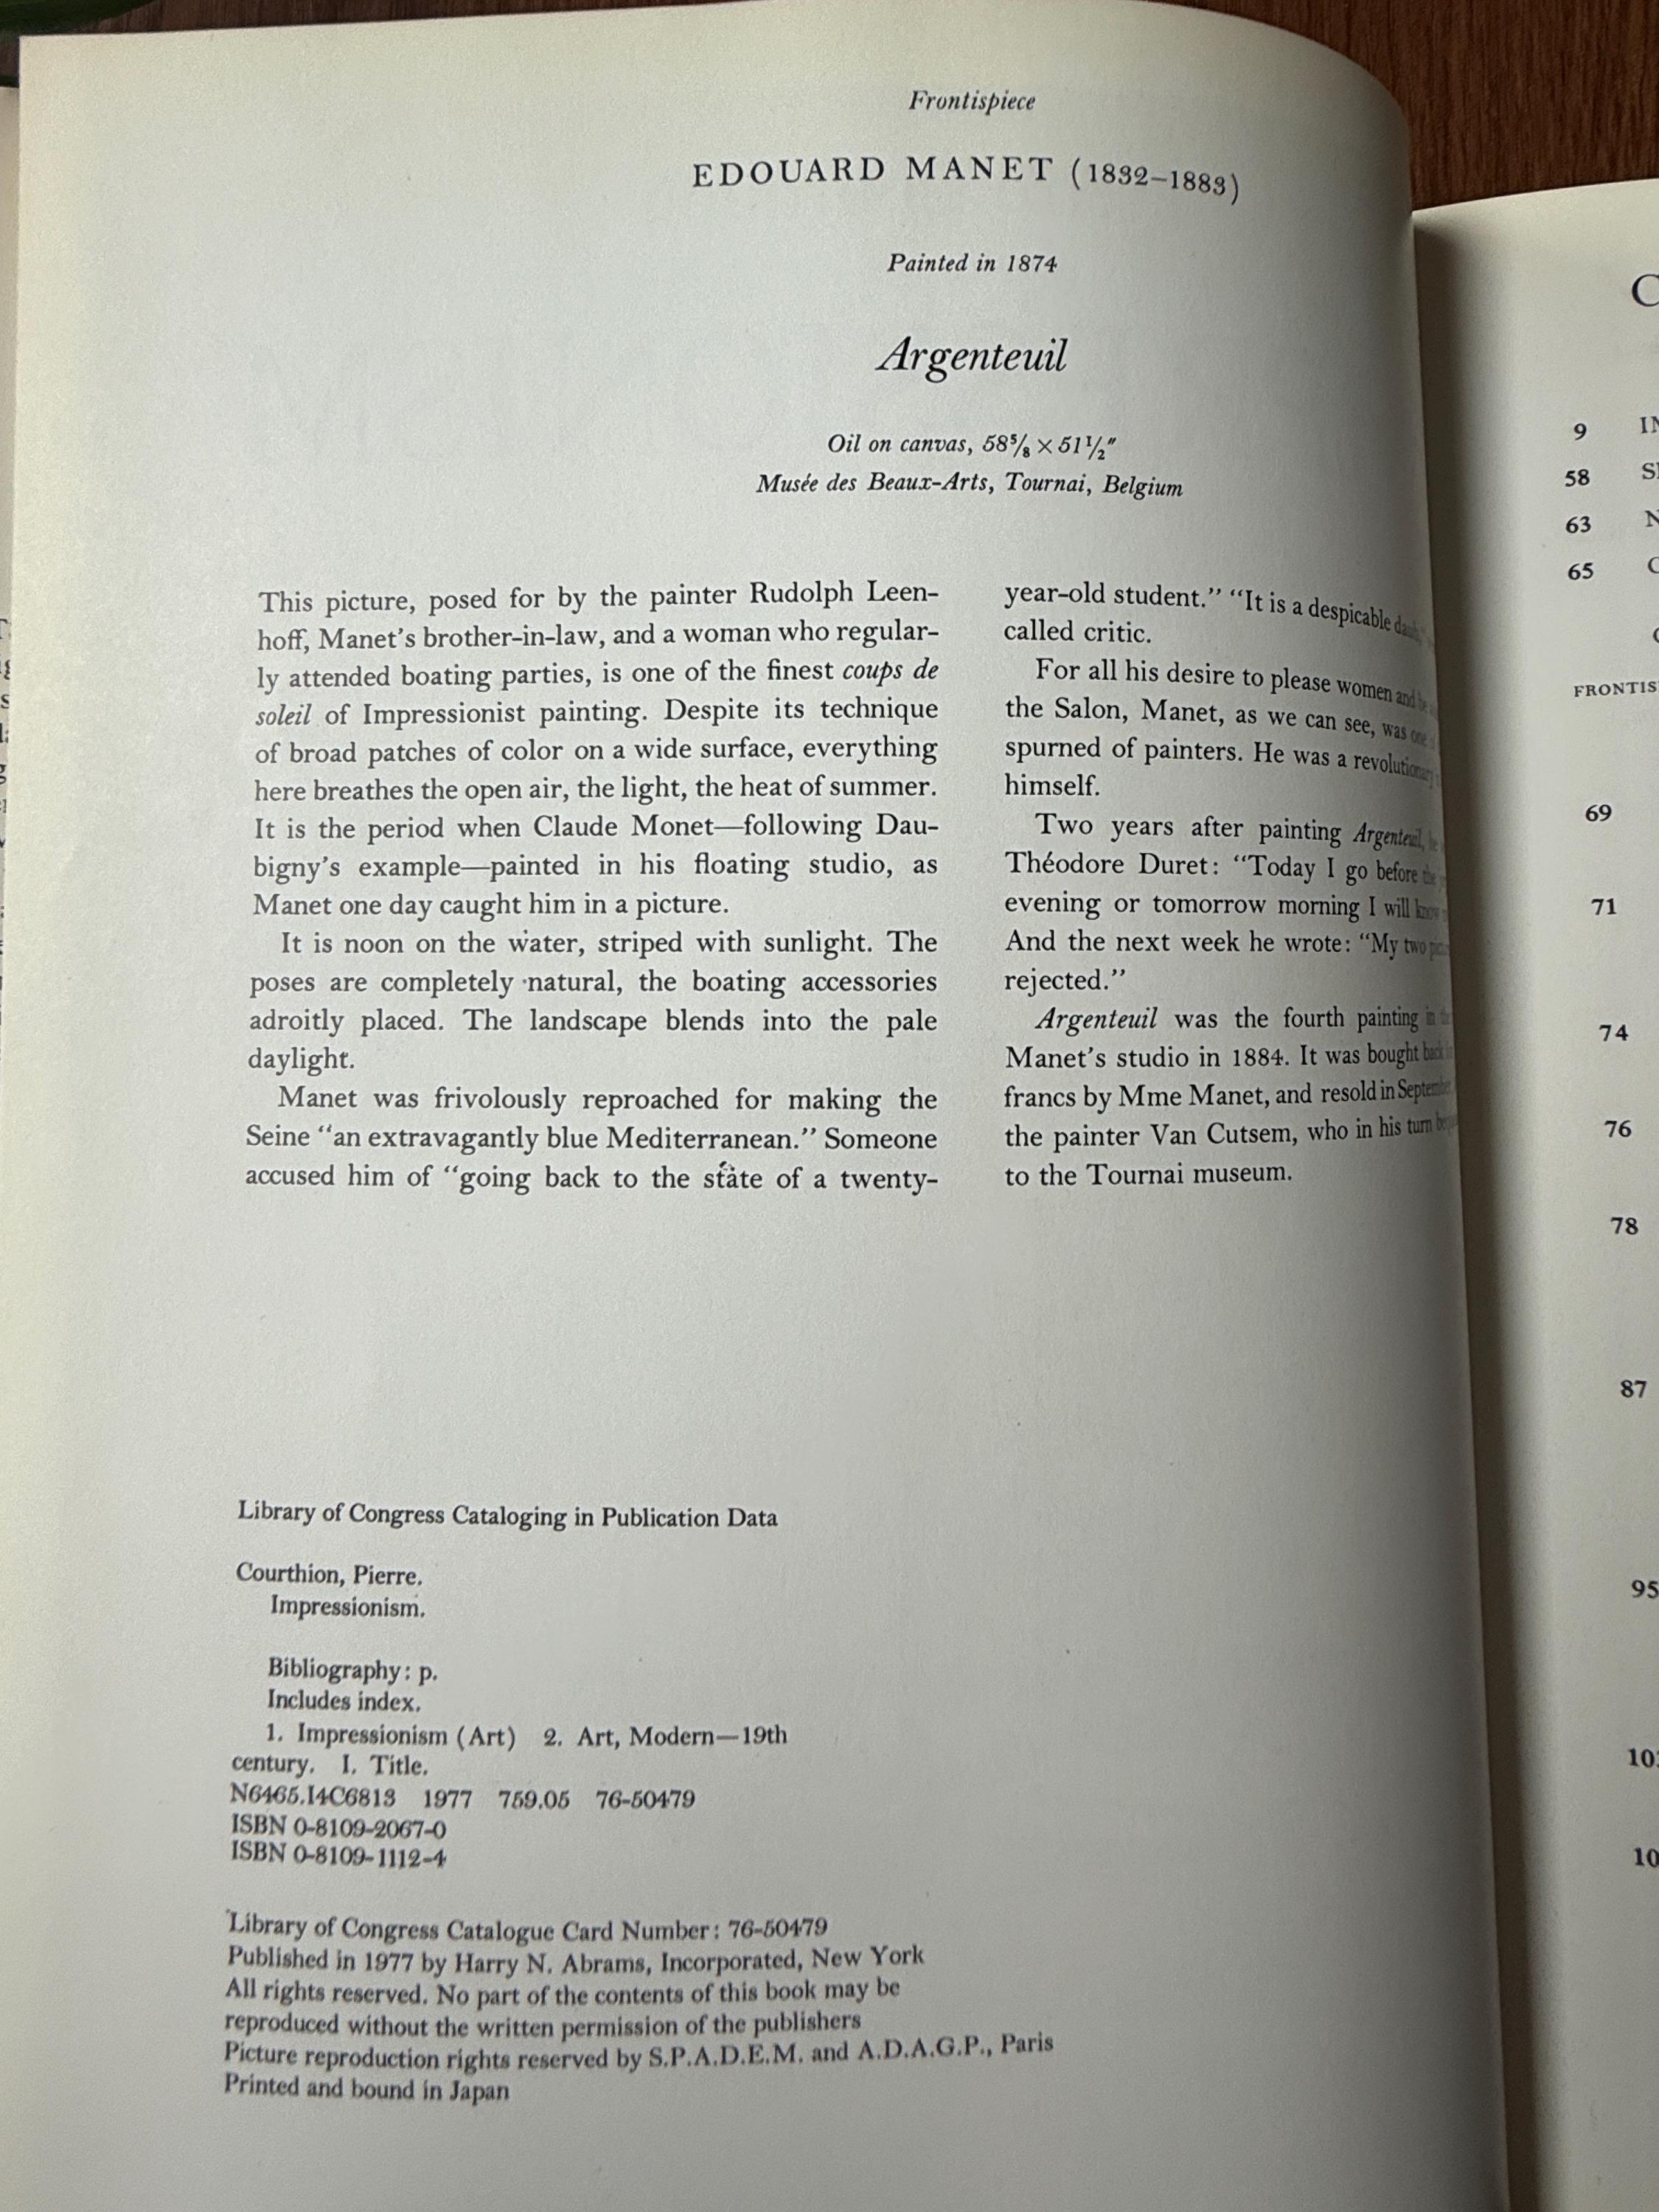 Frontispiece
EDOUARD MANET (1832–1883)
Painted in 1874
Argenteuil
Oil on canvas, 58⅝ × 51½″
Musée des Beaux-Arts, Tournai, Belgium
This picture, posed for by the painter Rudolph Leen-
hoff, Manet's brother-in-law, and a woman who regular-
ly attended boating parties, is one of the finest coups de
soleil of Impressionist painting. Despite its technique
of broad patches of color on a wide surface, everything
here breathes the open air, the light, the heat of summer.
It is the period when Claude Monet—following Dau-
bigny's example—painted in his floating studio, as
Manet one day caught him in a picture.
It is noon on the water, striped with sunlight. The
poses are completely natural, the boating accessories
adroitly placed. The landscape blends into the pale
daylight.
Manet was frivolously reproached for making the
Seine “an extravagantly blue Mediterranean.” Someone
accused him of “going back to the state of a twenty-
year-old student.” “It is a despicable
called critic.
For all his desire to please women and
the Salon, Manet, as we can see, was one
spurned of painters. He was a revolutionary
himself.
Two years after painting Argenteuil, he
Théodore Duret: “Today I go before the
evening or tomorrow morning I will know
And the next week he wrote: “My two
rejected.”
Argenteuil was the fourth painting in
Manet's studio in 1884. It was bought back
francs by Mme Manet, and resold in September
the painter Van Cutsem, who in his turn
to the Tournai museum.
Library of Congress Cataloging in Publication Data
Courthion, Pierre.
Impressionism.
Bibliography: p.
Includes index.
1. Impressionism (Art) 2. Art, Modern—19th
century. I. Title.
N6465.I4C6813 1977 759.05 76-50479
ISBN 0-8109-2067-0
ISBN 0-8109-1112-4
Library of Congress Catalogue Card Number: 76-50479
Published in 1977 by Harry N. Abrams, Incorporated, New York
All rights reserved. No part of the contents of this book may be
reproduced without the written permission of the publishers
Picture reproduction rights reserved by S.P.A.D.E.M. and A.D.A.G.P., Paris
Printed and bound in Japan
9
58
63
65
69
71
74
76
78
87
95